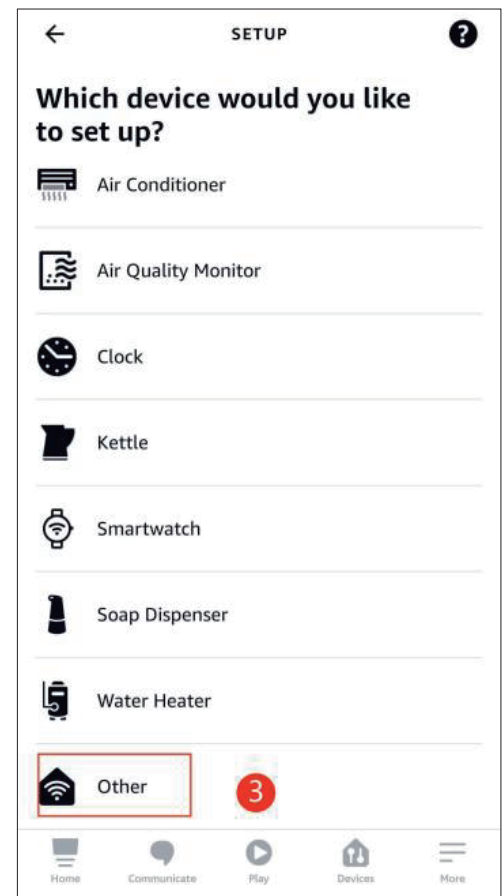 SETUP
?
Which device would you like
to set up?
Air Conditioner
Air Quality Monitor
Clock
Kettle
Smartwatch
Soap Dispenser
Water Heater
Other
3
Home Communicate Play Devices More